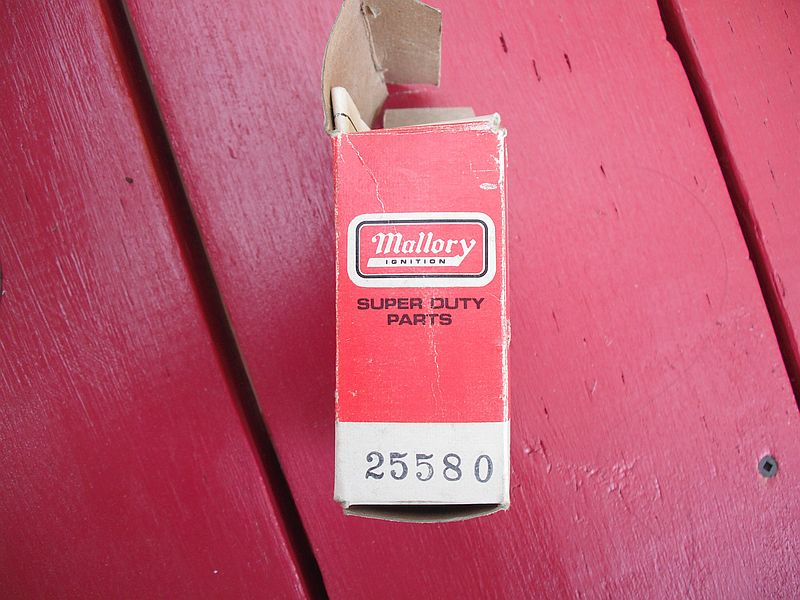 Mallory
IGNITION
SUPER DUTY
PARTS
25580